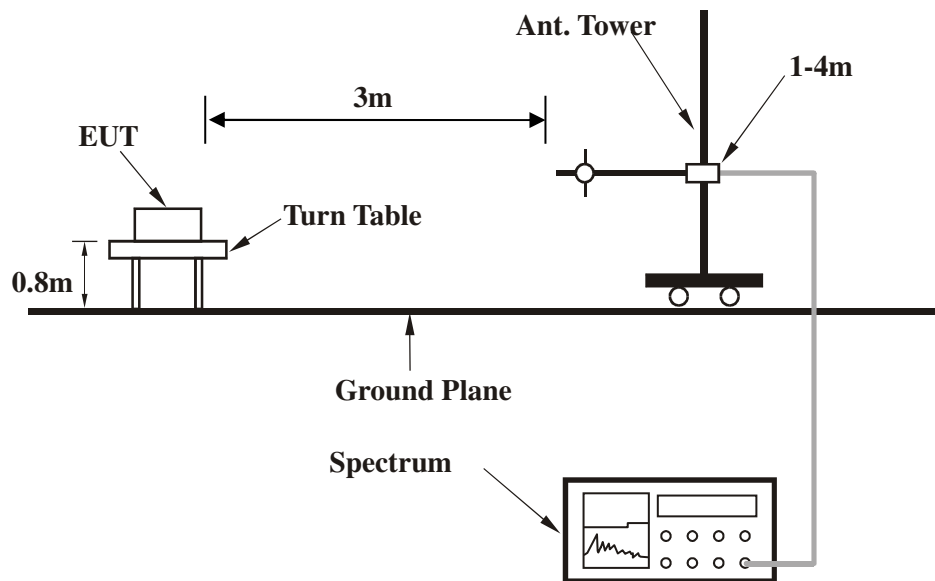 Ant. Tower
1-4m
3m
EUT
Turn Table
0.8m
Ground Plane
Spectrum